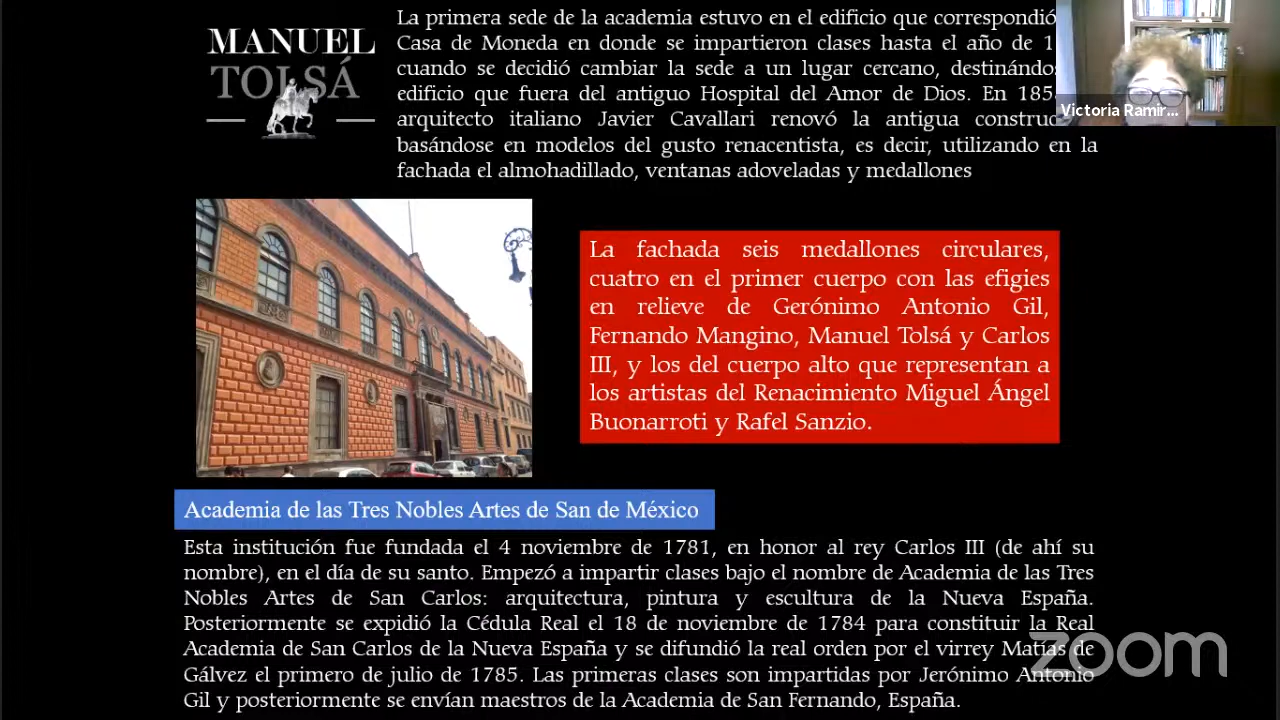 MANUEL
TOLSÁ
La primera sede de la academia estuvo en el edificio que correspondió
Casa de Moneda en donde se impartieron clases hasta el año de
cuando se decidió cambiar la sede a un lugar cercano,
edificio que fuera del antiguo Hospital del Amor de Dios. En
arquitecto italiano Javier Cavallari renovó la antigua
basándose en modelos del gusto renacentista, es decir, utilizando en la
fachada el almohadillado, ventanas adoveladas y medallones
Victoria Ramír...
La fachada seis medallones circulares,
cuatro en el primer cuerpo con las efigies
en relieve de Gerónimo Antonio Gil,
Fernando Mangino, Manuel Tolsá y Carlos
III, y los del cuerpo alto que representan a
los artistas del Renacimiento Miguel Ángel
Buonarroti y Rafel Sanzio.
Academia de las Tres Nobles Artes de San de México
Esta institución fue fundada el 4 noviembre de 1781, en honor al rey Carlos III (de ahí su
nombre), en el día de su santo. Empezó a impartir clases bajo el nombre de Academia de las Tres
Nobles Artes de San Carlos: arquitectura, pintura y escultura de la Nueva España.
Posteriormente se expidió la Cédula Real el 18 de noviembre de 1784 para constituir la Real
Academia de San Carlos de la Nueva España y se difundió la real orden por el virrey Matías de
Gálvez el primero de julio de 1785. Las primeras clases son impartidas por Jerónimo Antonio
Gil y posteriormente se envían maestros de la Academia de San Fernando, España.
zoom